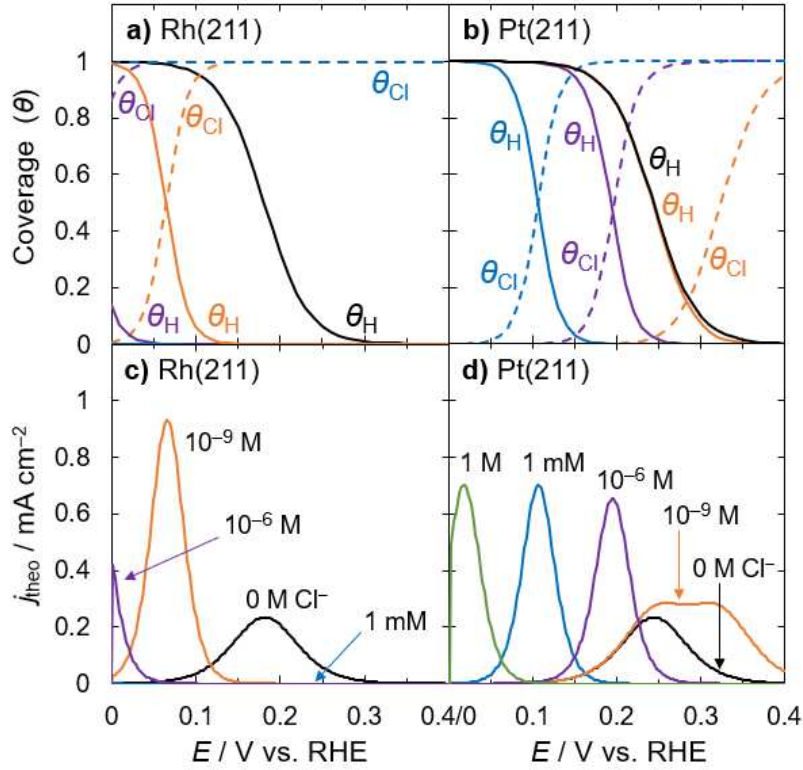 a) Rh(211)
b) Pt(211)
1
0.8
0.6
0.4
0.2
0
Coverage (θ)
θCl
θCl
θCl
θH
θH
θH
θH
θH
θH
θH
θCl
θCl
θCl
c) Rh(211)
d) Pt(211)
1
0.8
0.6
0.4
0.2
0
jtheo / mA cm⁻²
10⁻⁹ M
10⁻⁶ M
0 M Cl⁻
1 mM
1 M
1 mM
10⁻⁶ M
10⁻⁹ M
0 M Cl⁻
0 0.1 0.2 0.3 0.4/0 0.1 0.2 0.3 0.4
E / V vs. RHE
E / V vs. RHE